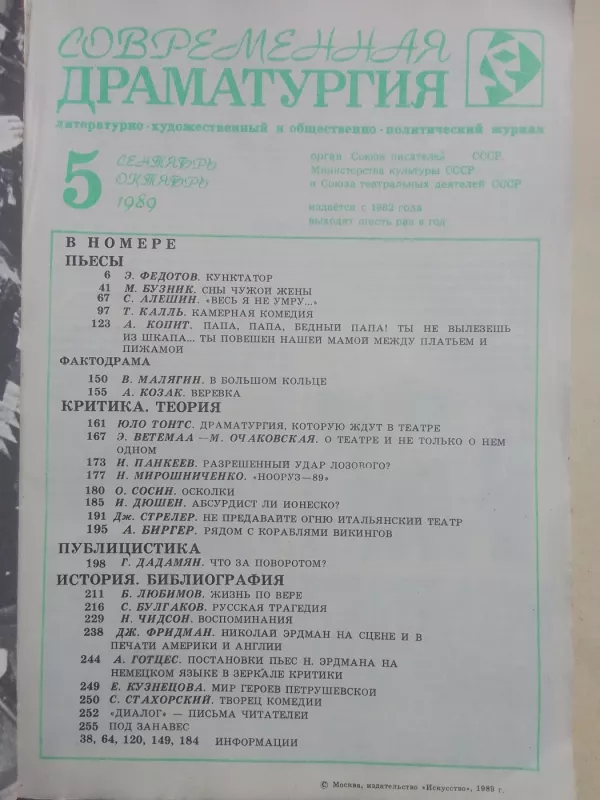 СОВРЕМЕННАЯ
ДРАМАТУРГИЯ
литературно-художественный и общественно-политический журнал
5
СЕНТЯБРЬ
ОКТЯБРЬ
1989
орган Союза писателей СССР
Министерства культуры СССР
и Союза театральных деятелей СССР
издаётся с 1982 года
выходит шесть раз в год
В НОМЕРЕ
ПЬЕСЫ
6 Э. ФЕДОТОВ. КУНКТАТОР
41 М. БУЗНИК. СНЫ ЧУЖОЙ ЖЕНЫ
67 С. АЛЕШИН. «ВЕСЬ Я НЕ УМРУ...»
97 Т. КАЛЛЬ. КАМЕРНАЯ КОМЕДИЯ
123 А. КОПИТ. ПАПА, ПАПА, БЕДНЫЙ ПАПА! ТЫ НЕ ВЫЛЕЗЕШЬ
ИЗ ШКАПА... ТЫ ПОВЕШЕН НАШЕЙ МАМОЙ МЕЖДУ ПЛАТЬЕМ И
ПИЖАМОЙ
ФАКТОДРАМА
150 В. МАЛЯГИН. В БОЛЬШОМ КОЛЬЦЕ
155 А. КОЗАК. ВЕРЕВКА
КРИТИКА. ТЕОРИЯ
161 ЮЛО ТОНТС. ДРАМАТУРГИЯ, КОТОРУЮ ЖДУТ В ТЕАТРЕ
167 Э. ВЕТЕМАА — М. ОЧАКОВСКАЯ. О ТЕАТРЕ И НЕ ТОЛЬКО О НЕМ
ОДНОМ
173 И. ПАНКЕЕВ. РАЗРЕШЕННЫЙ УДАР ЛОЗОВОГО?
177 Н. МИРОШНИЧЕНКО. «НООРУЗ—89»
180 О. СОСИН. ОСКОЛКИ
185 И. ДЮШЕН. АБСУРДИСТ ЛИ ИОНЕСКО?
191 Дж. СТРЕЛЕР. НЕ ПРЕДАВАЙТЕ ОГНЮ ИТАЛЬЯНСКИЙ ТЕАТР
195 А. БИРГЕР. РЯДОМ С КОРАБЛЯМИ ВИКИНГОВ
ПУБЛИЦИСТИКА
198 Г. ДАДАМЯН. ЧТО ЗА ПОВОРОТОМ?
ИСТОРИЯ. БИБЛИОГРАФИЯ
211 Б. ЛЮБИМОВ. ЖИЗНЬ ПО ВЕРЕ
216 С. БУЛГАКОВ. РУССКАЯ ТРАГЕДИЯ
229 Н. ЧИДСОН. ВОСПОМИНАНИЯ
238 ДЖ. ФРИДМАН. НИКОЛАЙ ЭРДМАН НА СЦЕНЕ И В
ПЕЧАТИ АМЕРИКИ И АНГЛИИ
244 А. ГОТЦЕС. ПОСТАНОВКИ ПЬЕС Н. ЭРДМАНА НА
НЕМЕЦКОМ ЯЗЫКЕ В ЗЕРКАЛЕ КРИТИКИ
249 Е. КУЗНЕЦОВА. МИР ГЕРОЕВ ПЕТРУШЕВСКОЙ
250 С. СТАХОРСКИЙ. ТВОРЕЦ КОМЕДИИ
252 «ДИАЛОГ» — ПИСЬМА ЧИТАТЕЛЕЙ
255 ПОД ЗАНАВЕС
38, 64, 120, 149, 184 ИНФОРМАЦИИ
© Москва, издательство «Искусство», 1989 г.